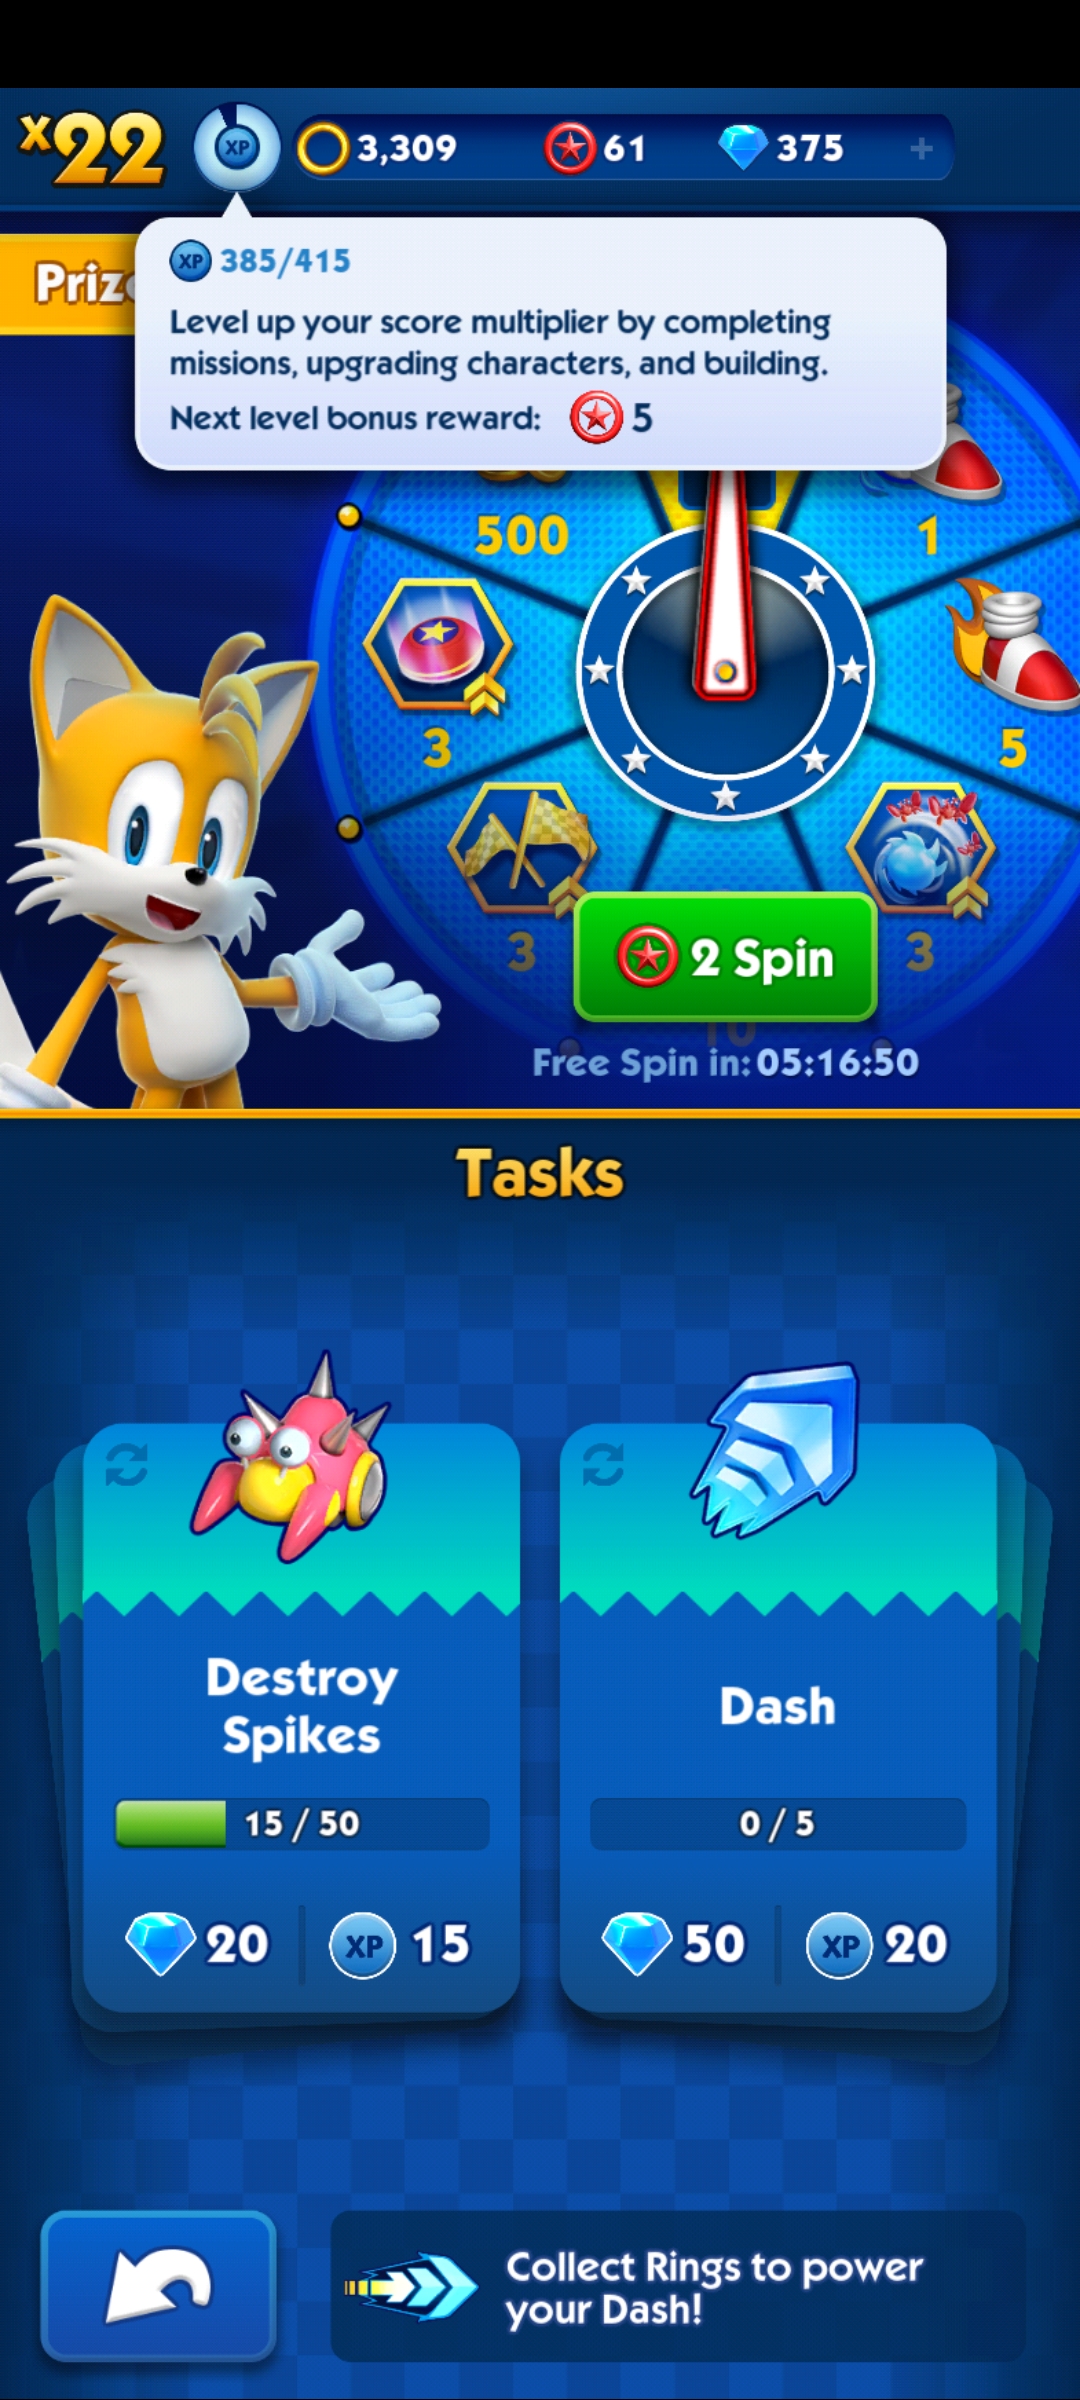 x22
XP
3,309
61
375
+
XP 385/415
Level up your score multiplier by completing
missions, upgrading characters, and building.
Next level bonus reward: 5
500
1
3
5
3
3
2 Spin
10
Free Spin in: 05:16:50
Tasks
Destroy
Spikes
15 / 50
20
XP 15
Dash
0 / 5
50
XP 20
Collect Rings to power
your Dash!